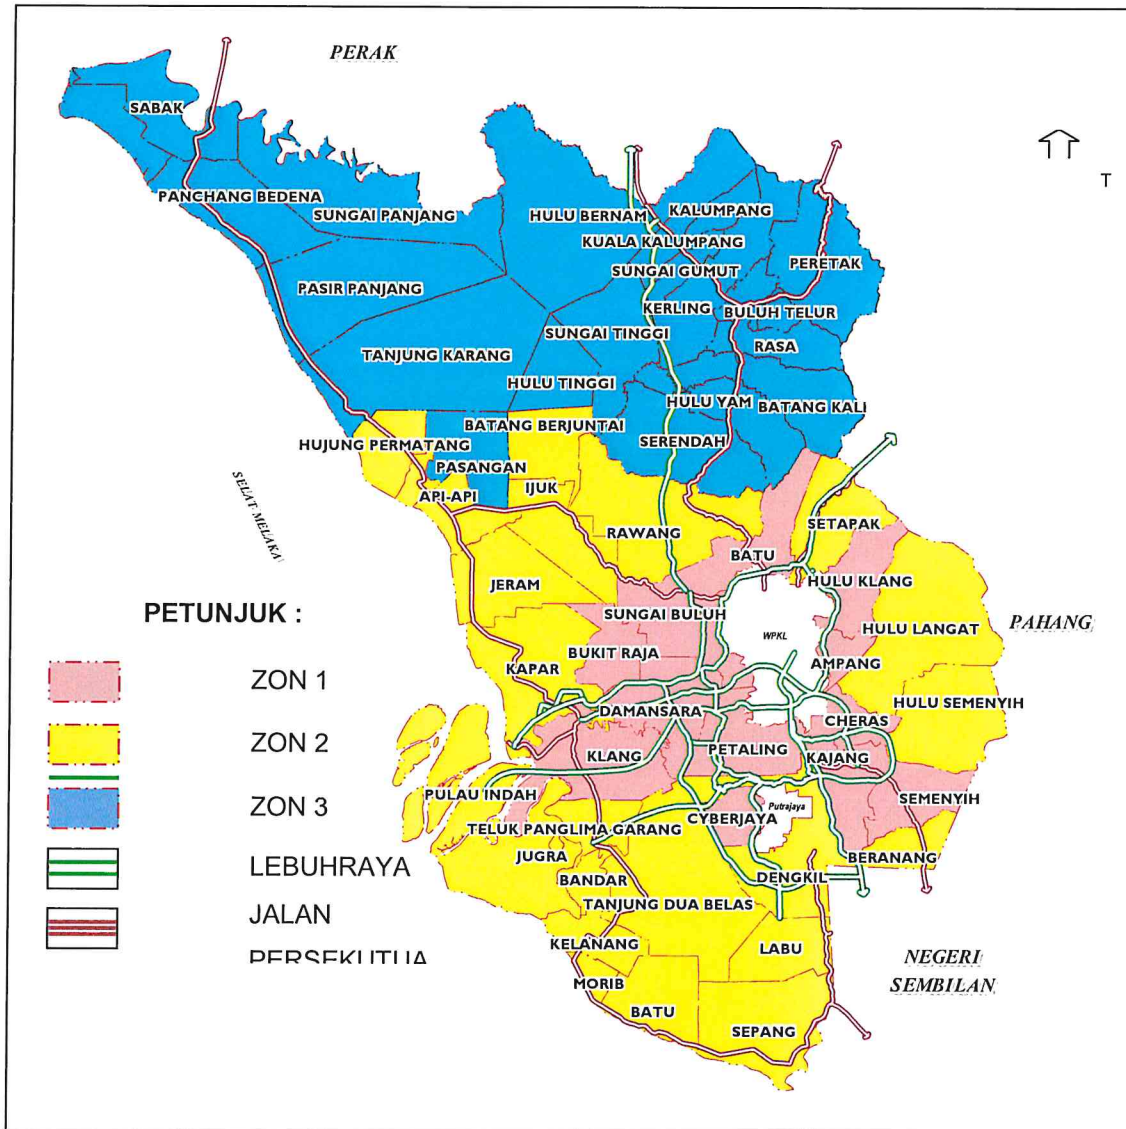 PERAK
SABAK
T
PANCHANG BEDENA
SUNGAI PANJANG
HULU BERNAM
KALUMPANG
KUALA KALUMPANG
PERETAK
SUNGAI GUMUT
PASIR PANJANG
KERLING
BULUH TELUR
SUNGAI TINGGI
RASA
TANJUNG KARANG
HULU TINGGI
HULU YAM
BATANG KALI
BATANG BERJUNTAI
HUJUNG PERMATANG
SERENDAH
PASANGAN
IJUK
API-API
SELAT MELAKA
SETAPAK
RAWANG
BATU
JERAM
HULU KLANG
PETUNJUK :
SUNGAI BULUH
WPKL
HULU LANGAT
PAHANG
BUKIT RAJA
KAPAR
AMPANG
ZON 1
HULU SEMENYIH
DAMANSARA
CHERAS
ZON 2
KLANG
PETALING
KAJANG
PULAU INDAH
SEMENYIH
ZON 3
Putrajaya
CYBERJAYA
TELUK PANGLIMA GARANG
JUGRA
BERANANG
LEBUHRAYA
BANDAR
DENGKIL
TANJUNG DUA BELAS
JALAN
KELANANG
LABU
PERSEKUTUA
NEGERI
SEMBILAN
MORIB
BATU
SEPANG